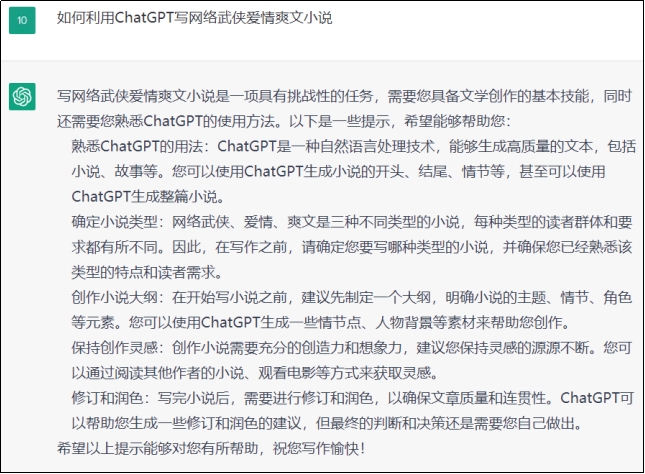 10
如何利用ChatGPT写网络武侠爱情爽文小说
写网络武侠爱情爽文小说是一项具有挑战性的任务，需要您具备文学创作的基本技能，同时
还需要您熟悉ChatGPT的使用方法。以下是一些提示，希望能够帮助您：
熟悉ChatGPT的用法：ChatGPT是一种自然语言处理技术，能够生成高质量的文本，包括
小说、故事等。您可以使用ChatGPT生成小说的开头、结尾、情节等，甚至可以使用
ChatGPT生成整篇小说。
确定小说类型：网络武侠、爱情、爽文是三种不同类型的小说，每种类型的读者群体和要
求都有所不同。因此，在写作之前，请确定您要写哪种类型的小说，并确保您已经熟悉该
类型的特点和读者需求。
创作小说大纲：在开始写小说之前，建议先制定一个大纲，明确小说的主题、情节、角色
等元素。您可以使用ChatGPT生成一些情节点、人物背景等素材来帮助您创作。
保持创作灵感：创作小说需要充分的创造力和想象力，建议您保持灵感的源源不断。您可
以通过阅读其他作者的小说、观看电影等方式来获取灵感。
修订和润色：写完小说后，需要进行修订和润色，以确保文章质量和连贯性。ChatGPT可
以帮助您生成一些修订和润色的建议，但最终的判断和决策还是需要您自己做出。
希望以上提示能够对您有所帮助，祝您写作愉快！